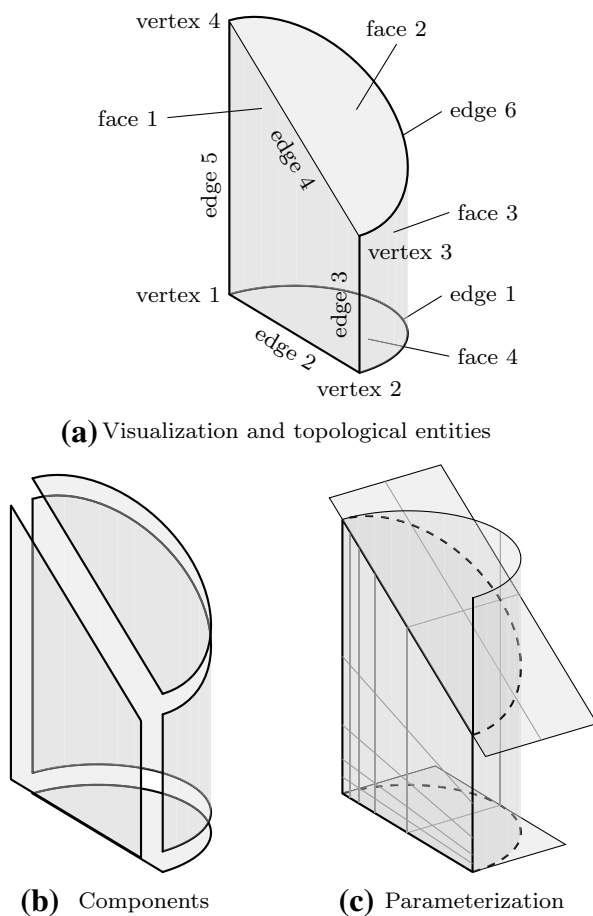 vertex 4
face 2
face 1
edge 6
edge 4
edge 5
face 3
vertex 3
vertex 1
edge 3
edge 1
edge 2
face 4
vertex 2
(a) Visualization and topological entities
(b) Components
(c) Parameterization